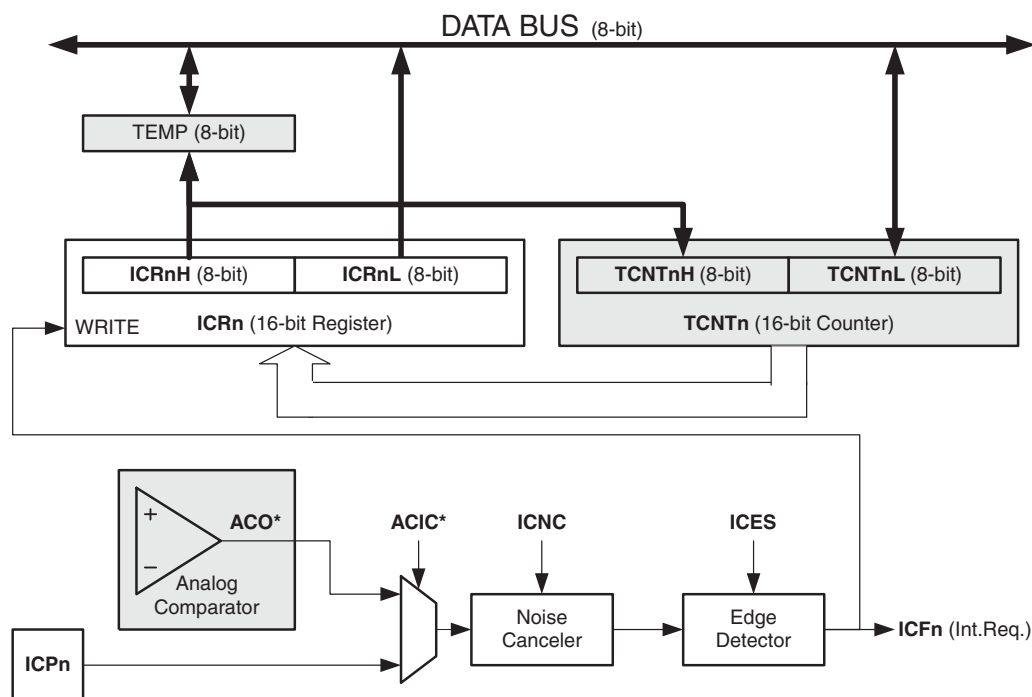 DATA BUS (8-bit)
TEMP (8-bit)
ICRnH (8-bit)
ICRnL (8-bit)
TCNTnH (8-bit)
TCNTnL (8-bit)
WRITE
ICRn (16-bit Register)
TCNTn (16-bit Counter)
+
−
ACO*
Analog
Comparator
ACIC*
ICNC
ICES
Noise
Canceler
Edge
Detector
ICFn (Int.Req.)
ICPn